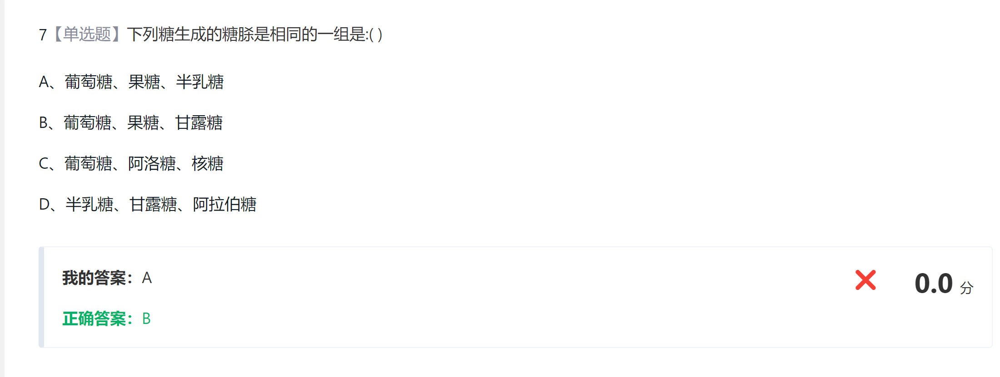 7【单选题】下列糖生成的糖脎是相同的一组是:( )
A、葡萄糖、果糖、半乳糖
B、葡萄糖、果糖、甘露糖
C、葡萄糖、阿洛糖、核糖
D、半乳糖、甘露糖、阿拉伯糖
我的答案：A
0.0 分
正确答案：B